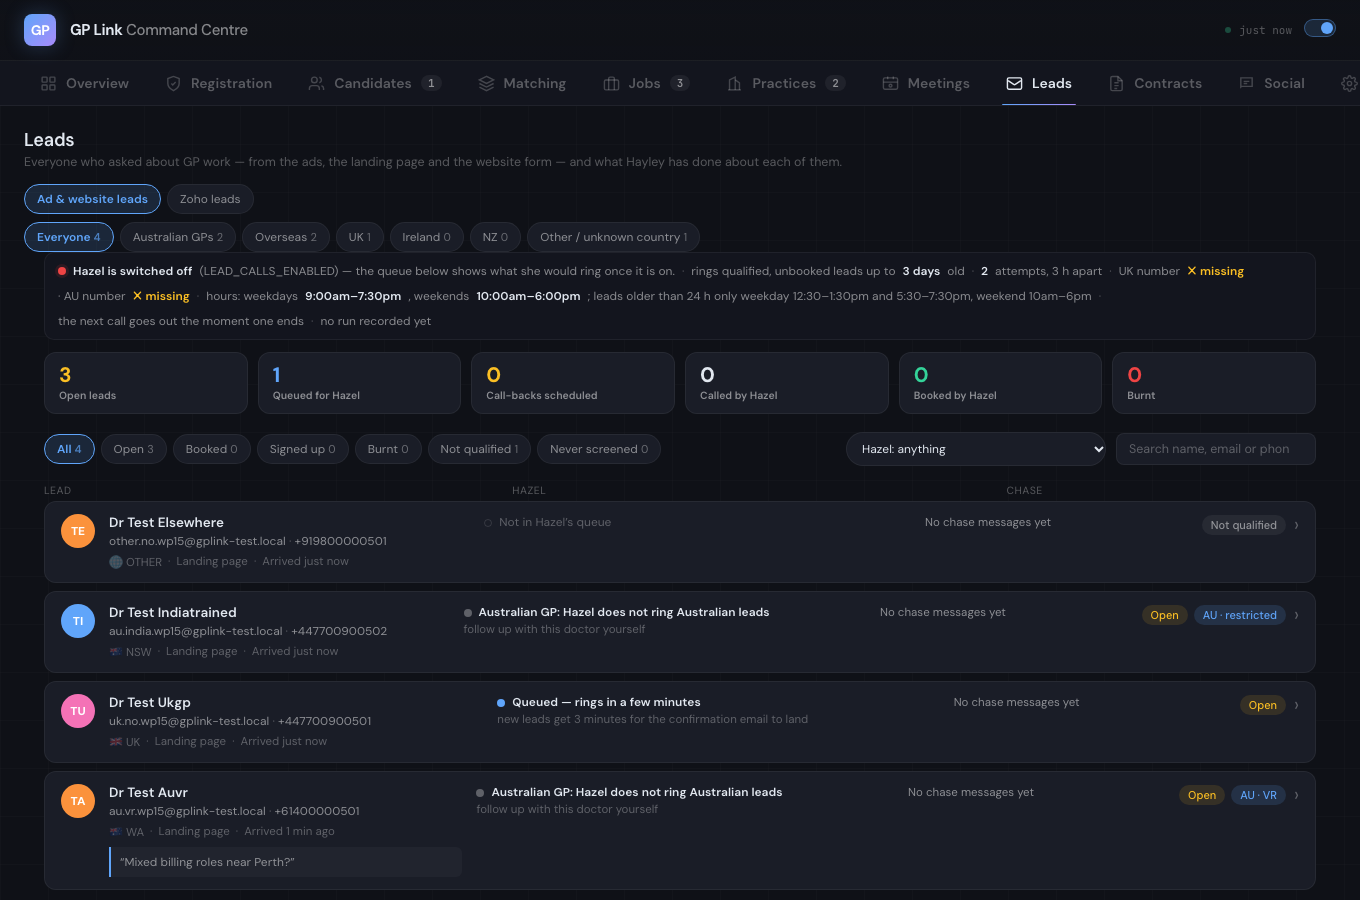 GP GP Link Command Centre just now
Overview Registration Candidates 1 Matching Jobs 3 Practices 2 Meetings Leads Contracts Social
Leads
Everyone who asked about GP work — from the ads, the landing page and the website form — and what Hayley has done about each of them.
Ad & website leads Zoho leads
Everyone 4 Australian GPs 2 Overseas 2 UK 1 Ireland 0 NZ 0 Other / unknown country 1
Hazel is switched off (LEAD_CALLS_ENABLED) — the queue below shows what she would ring once it is on. · rings qualified, unbooked leads up to 3 days old · 2 attempts, 3 h apart · UK number ✕ missing
· AU number ✕ missing · hours: weekdays 9:00am–7:30pm , weekends 10:00am–6:00pm ; leads older than 24 h only weekday 12:30–1:30pm and 5:30–7:30pm, weekend 10am–6pm ·
the next call goes out the moment one ends · no run recorded yet
3 1 0 0 0 0
Open leads Queued for Hazel Call-backs scheduled Called by Hazel Booked by Hazel Burnt
All 4 Open 3 Booked 0 Signed up 0 Burnt 0 Not qualified 1 Never screened 0 Hazel: anything Search name, email or phon
LEAD HAZEL CHASE
TE Dr Test Elsewhere Not in Hazel's queue No chase messages yet Not qualified ›
other.no.wp15@gplink-test.local · +919800000501
OTHER · Landing page · Arrived just now
TI Dr Test Indiatrained Australian GP: Hazel does not ring Australian leads No chase messages yet Open AU · restricted ›
au.india.wp15@gplink-test.local · +447700900502 follow up with this doctor yourself
NSW · Landing page · Arrived just now
TU Dr Test Ukgp Queued — rings in a few minutes No chase messages yet Open ›
uk.no.wp15@gplink-test.local · +447700900501 new leads get 3 minutes for the confirmation email to land
UK · Landing page · Arrived just now
TA Dr Test Auvr Australian GP: Hazel does not ring Australian leads No chase messages yet Open AU · VR ›
au.vr.wp15@gplink-test.local · +61400000501 follow up with this doctor yourself
WA · Landing page · Arrived 1 min ago
“Mixed billing roles near Perth?”